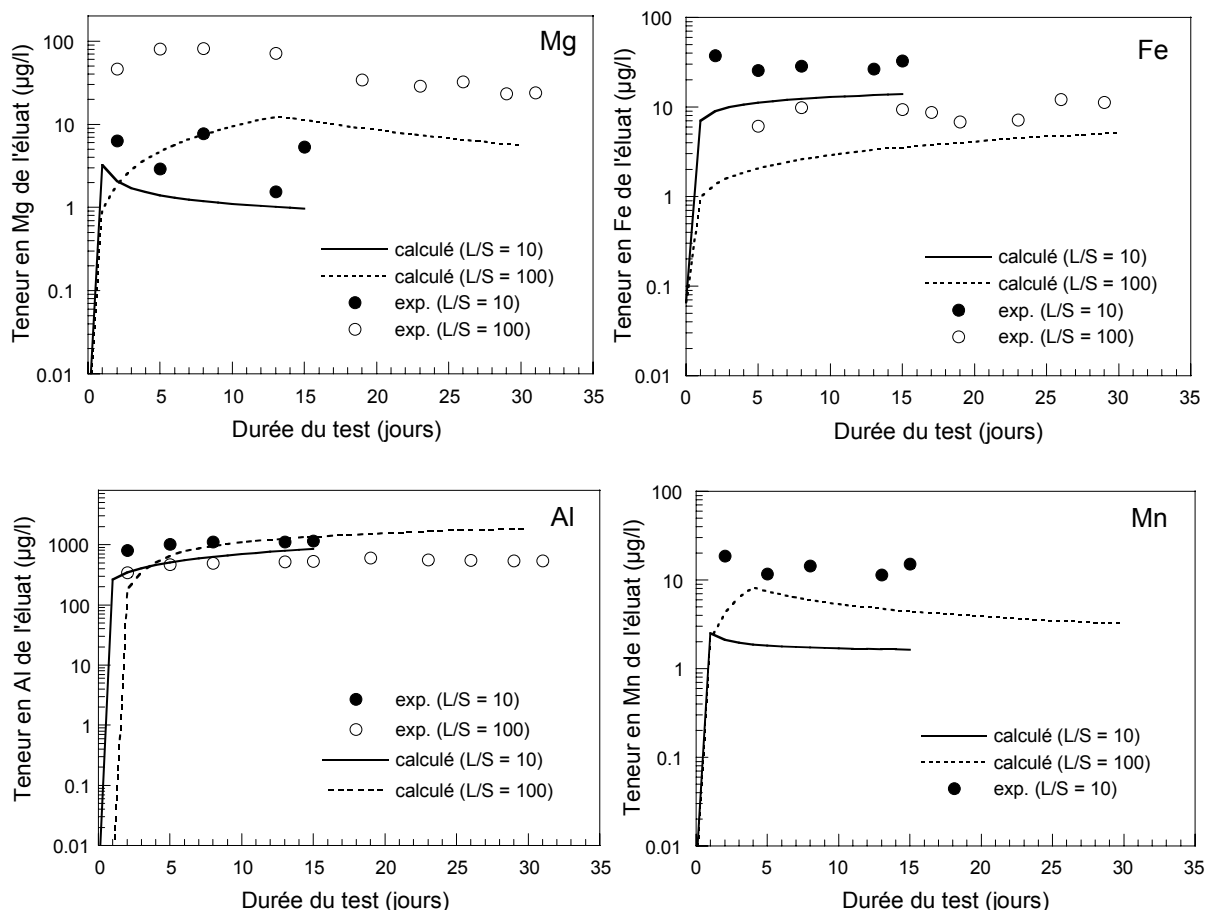 Mg
Teneur en Mg de l'éluat (µg/l)
100
10
1
0.1
0.01
calculé (L/S = 10)
calculé (L/S = 100)
exp. (L/S = 10)
exp. (L/S = 100)
0 5 10 15 20 25 30 35
Durée du test (jours)
Fe
Teneur en Fe de l'éluat (µg/l)
100
10
1
0.1
0.01
calculé (L/S = 10)
calculé (L/S = 100)
exp. (L/S = 10)
exp. (L/S = 100)
0 5 10 15 20 25 30 35
Durée du test (jours)
Al
Teneur en Al de l'éluat (µg/l)
1000
100
10
1
0.1
0.01
exp. (L/S = 10)
exp. (L/S = 100)
calculé (L/S = 10)
calculé (L/S = 100)
0 5 10 15 20 25 30 35
Durée du test (jours)
Mn
Teneur en Mn de l'éluat (µg/l)
100
10
1
0.1
0.01
calculé (L/S = 10)
calculé (L/S = 100)
exp. (L/S = 10)
0 5 10 15 20 25 30 35
Durée du test (jours)